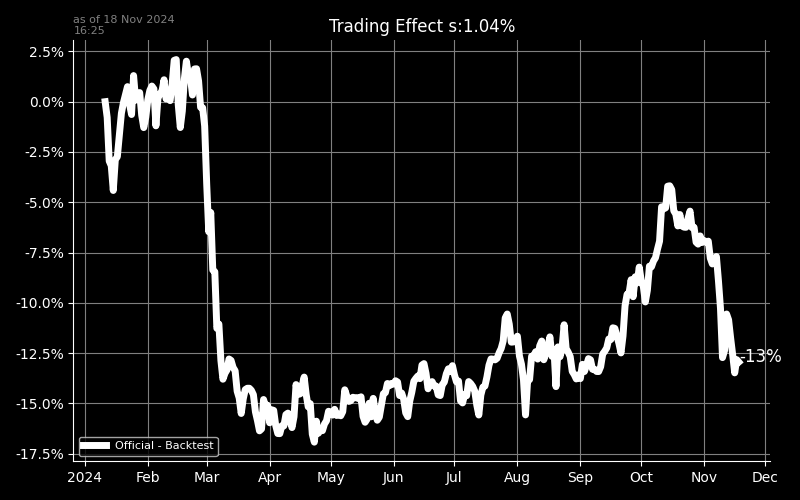 as of 18 Nov 2024
16:25
Trading Effect s:1.04%
2.5%
0.0%
-2.5%
-5.0%
-7.5%
-10.0%
-12.5%
-15.0%
-17.5%
-13%
Official - Backtest
2024 Feb Mar Apr May Jun Jul Aug Sep Oct Nov Dec